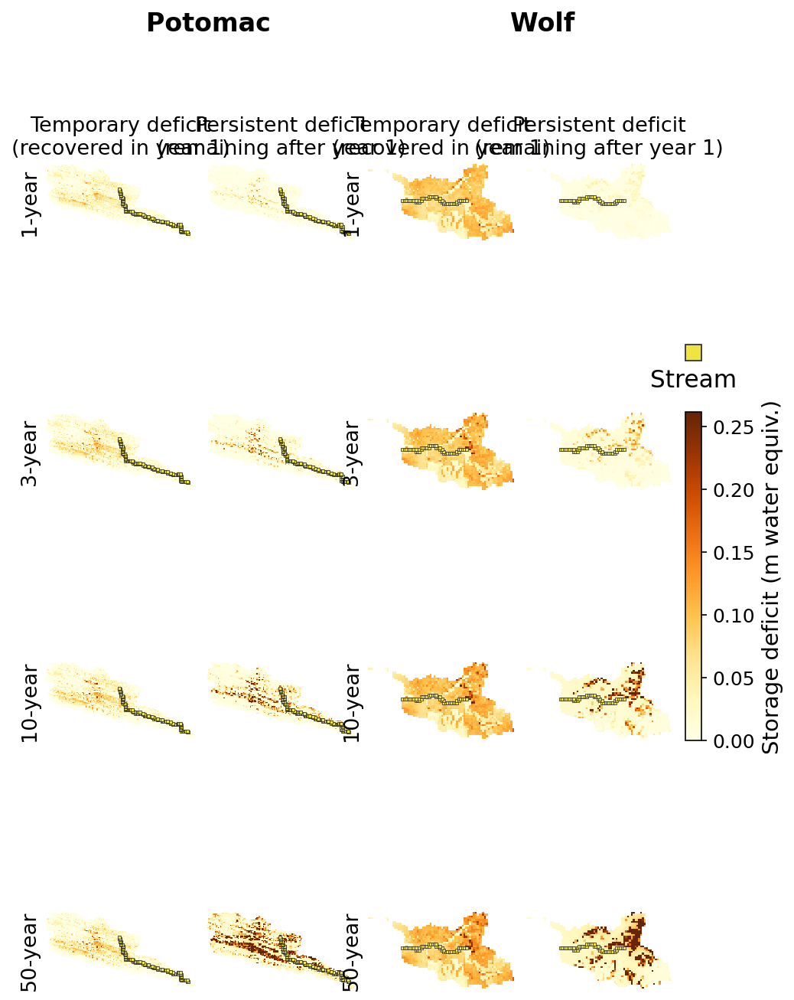 Potomac
Wolf
Temporary deficit
(recovered in year 1)
Persistent deficit
(remaining after year 1)
Temporary deficit
(recovered in year 1)
Persistent deficit
(remaining after year 1)
1-year
1-year
3-year
3-year
10-year
10-year
50-year
50-year
Stream
0.25
0.20
0.15
0.10
0.05
0.00
Storage deficit (m water equiv.)